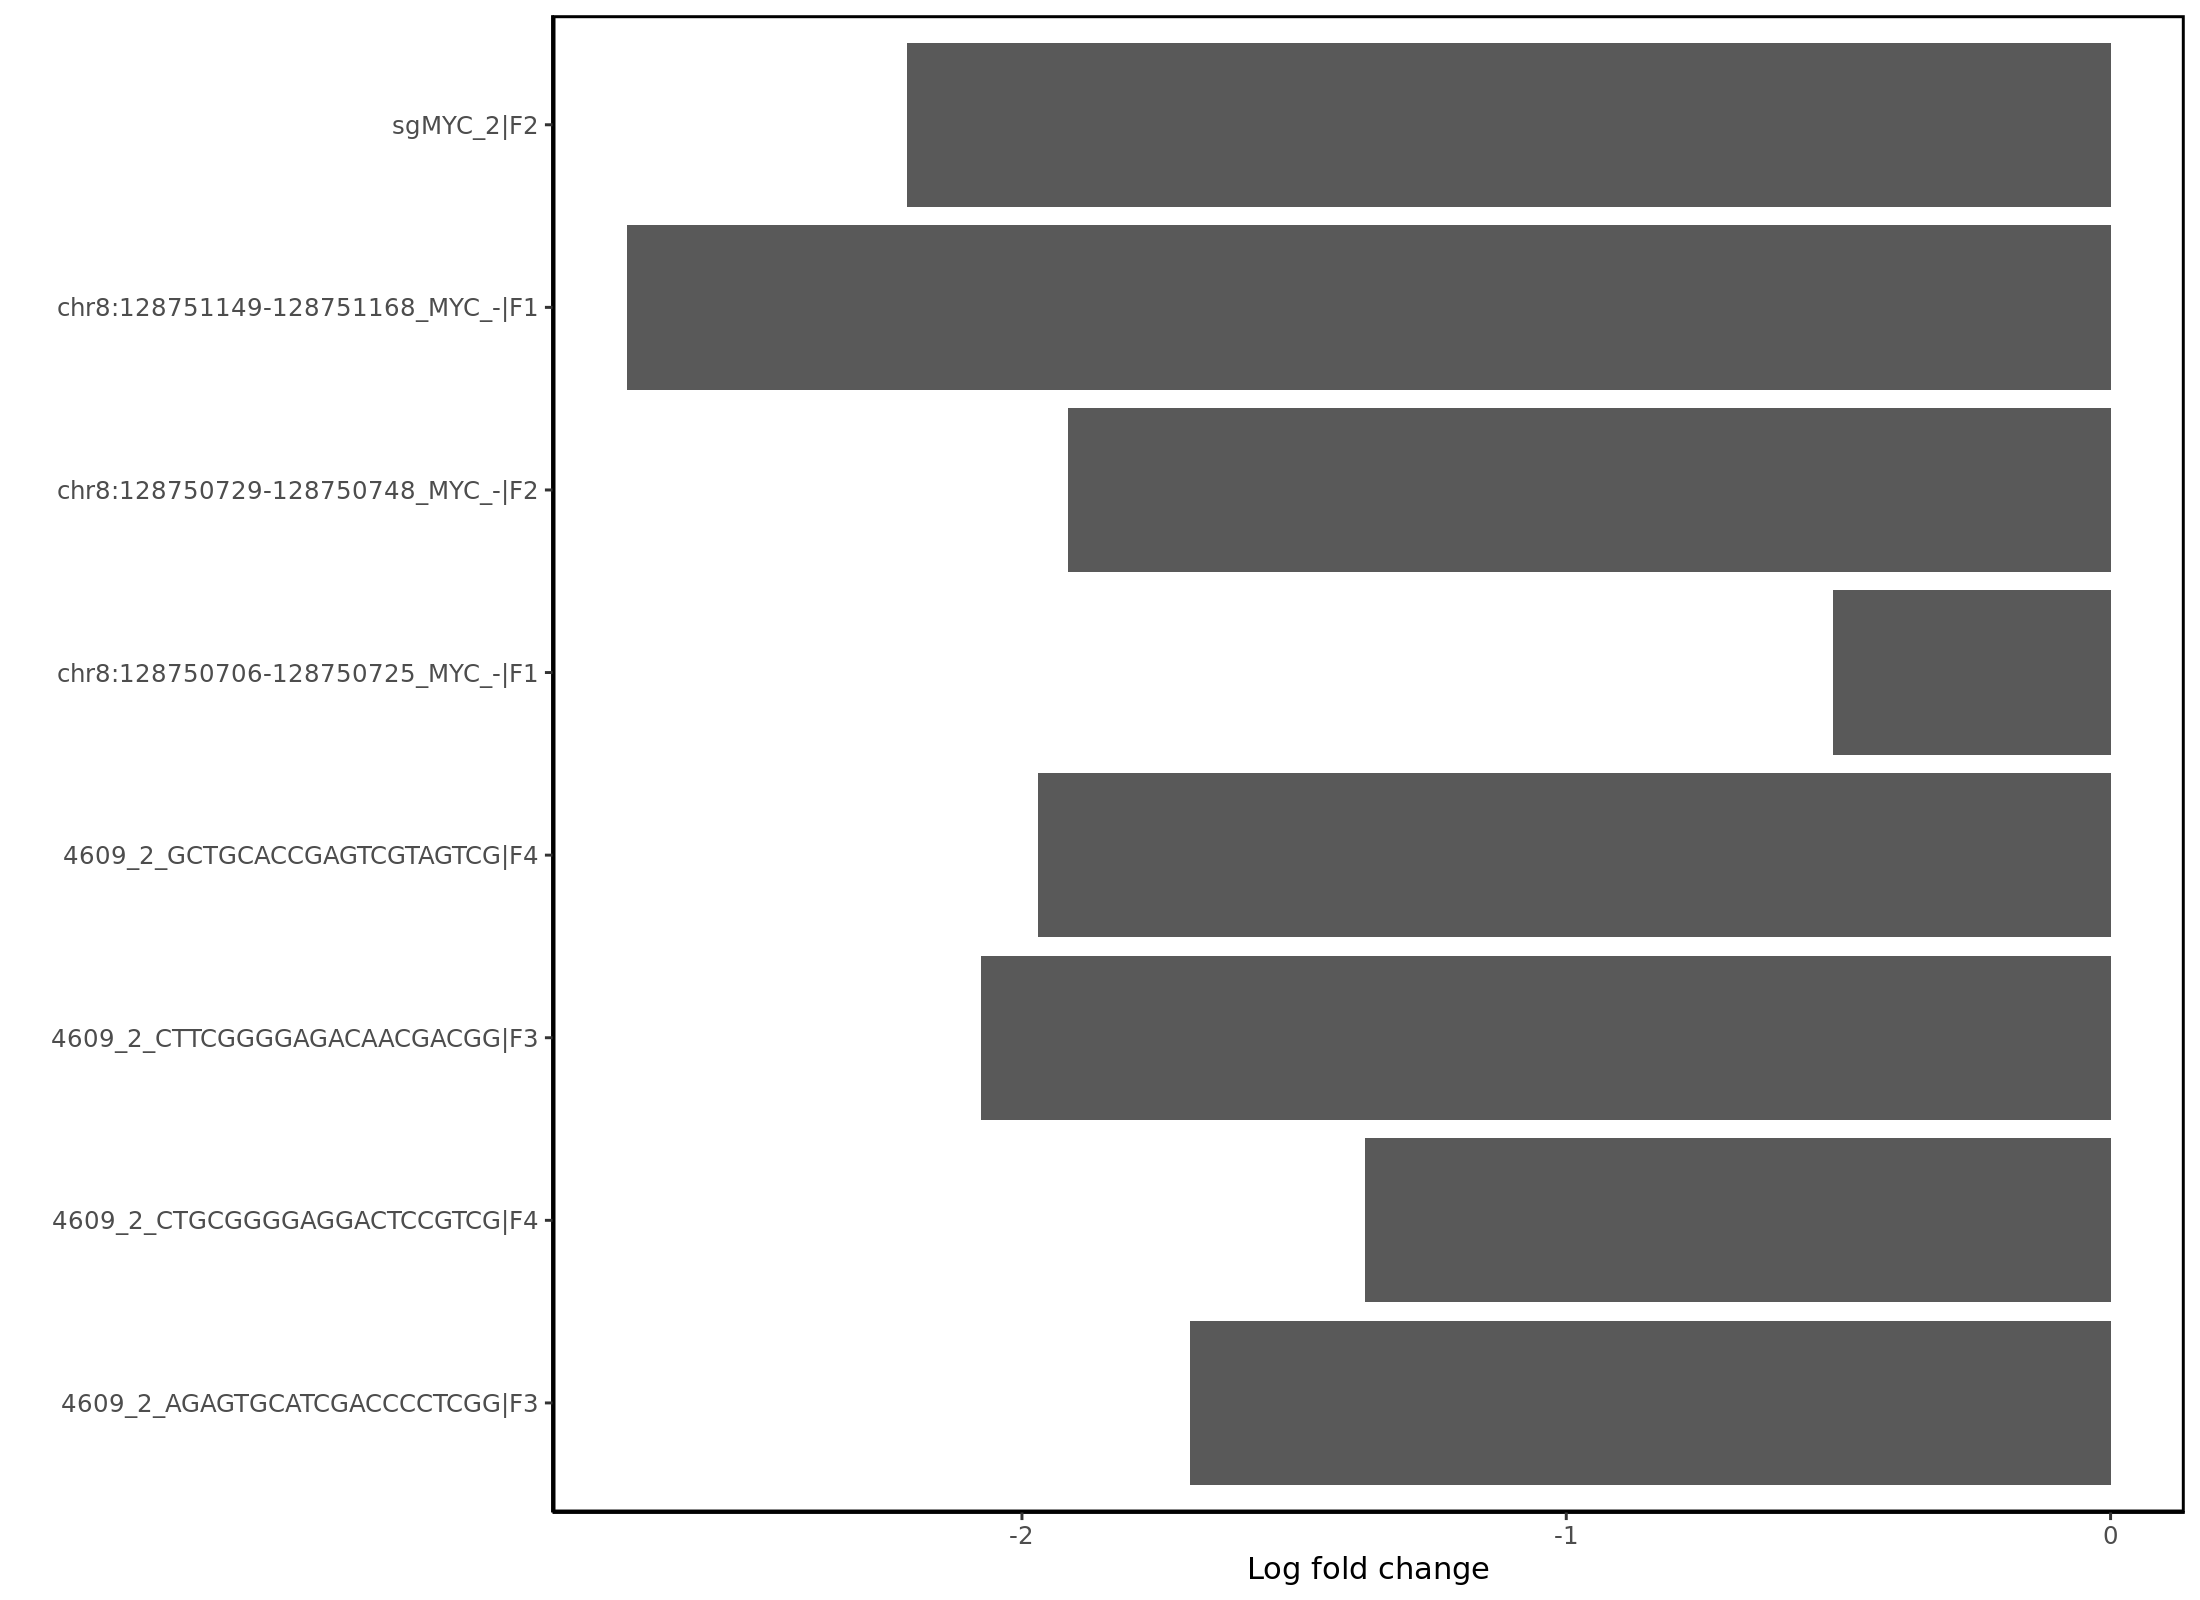 sgMYC_2|F2
chr8:128751149-128751168_MYC_-|F1
chr8:128750729-128750748_MYC_-|F2
chr8:128750706-128750725_MYC_-|F1
4609_2_GCTGCACCGAGTCGTAGTCG|F4
4609_2_CTTCGGGGAGACAACGACGG|F3
4609_2_CTGCGGGGAGGACTCCGTCG|F4
4609_2_AGAGTGCATCGACCCCTCGG|F3
-2 -1 0
Log fold change